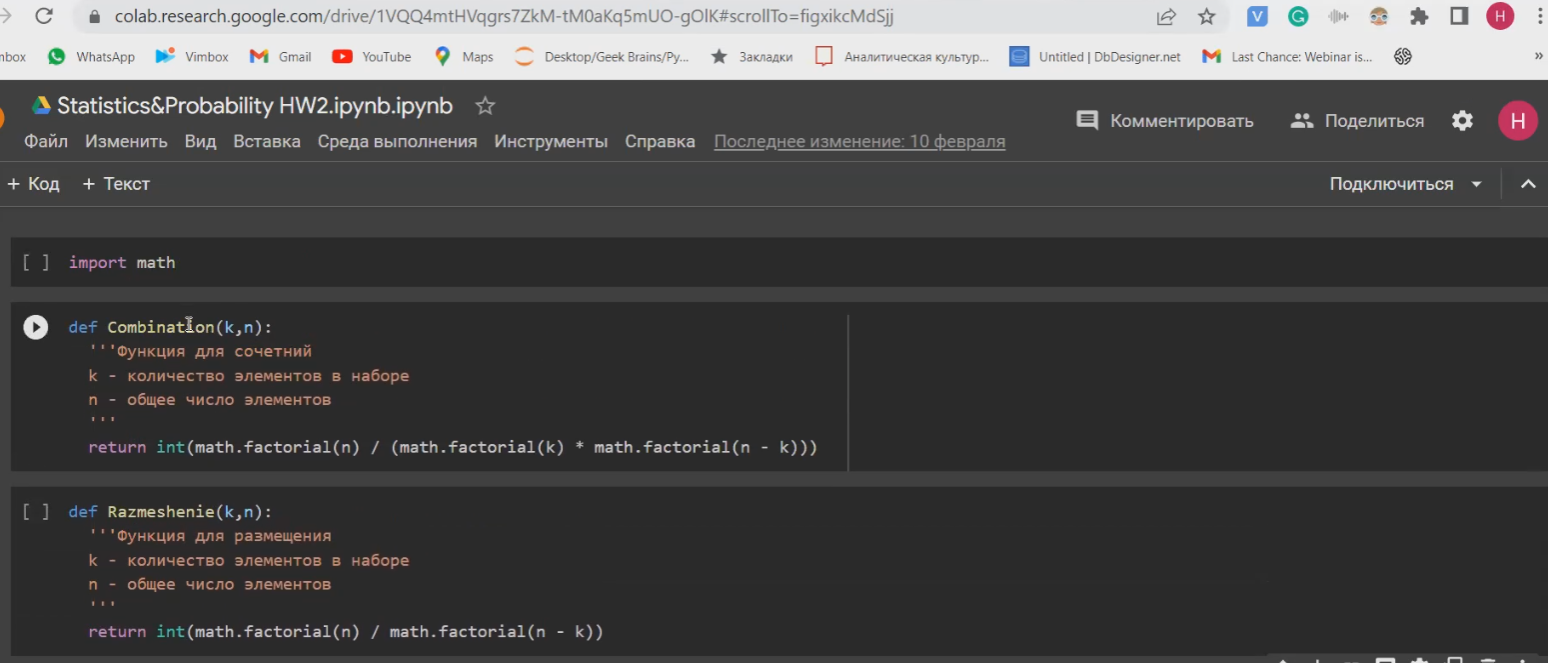 colab.research.google.com/drive/1VQQ4mtHVqgrs7ZkM-tM0aKq5mUO-gOlK#scrollTo=figxikcMdSjj
nbox WhatsApp Vimbox Gmail YouTube Maps Desktop/Geek Brains/Py... Закладки Аналитическая культур... Untitled | DbDesigner.net Last Chance: Webinar is... »
Statistics&Probability HW2.ipynb.ipynb
Комментировать Поделиться H
Файл Изменить Вид Вставка Среда выполнения Инструменты Справка Последнее изменение: 10 февраля
+ Код + Текст Подключиться
[ ] import math
def Combination(k,n):
'''Функция для сочетний
k - количество элементов в наборе
n - общее число элементов
'''
return int(math.factorial(n) / (math.factorial(k) * math.factorial(n - k)))
[ ] def Razmeshenie(k,n):
'''Функция для размещения
k - количество элементов в наборе
n - общее число элементов
'''
return int(math.factorial(n) / math.factorial(n - k))